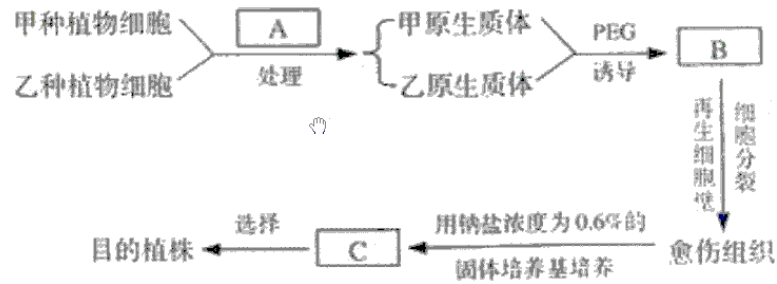 甲种植物细胞
A
处理
乙种植物细胞
甲原生质体
乙原生质体
PEG
诱导
B
再生细胞壁
细胞分裂
愈伤组织
用钠盐浓度为0.6%的
固体培养基培养
C
选择
目的植株